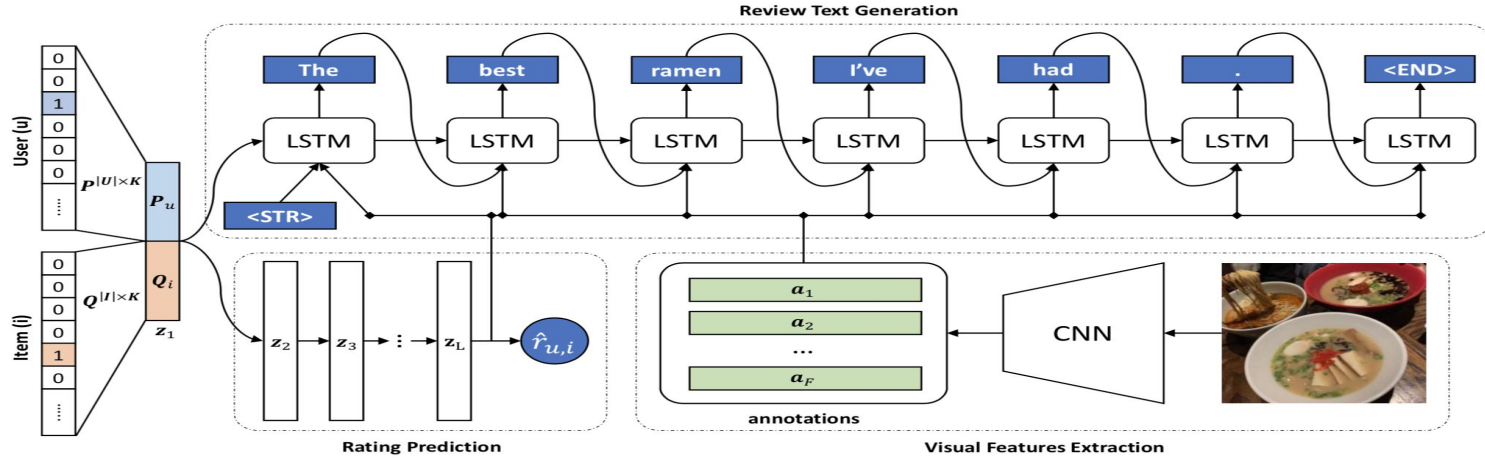 Review Text Generation
User (u)
0
0
1
0
0
0
....
P^{|U|×K}
P_u
The
best
ramen
I've
had
.
<END>
LSTM
LSTM
LSTM
LSTM
LSTM
LSTM
LSTM
<STR>
Item (i)
0
0
0
0
1
0
....
Q^{|I|×K}
Q_i
z_1
z_2
z_3
...
z_L
r̂_{u,i}
Rating Prediction
a_1
a_2
...
a_F
annotations
CNN
Visual Features Extraction